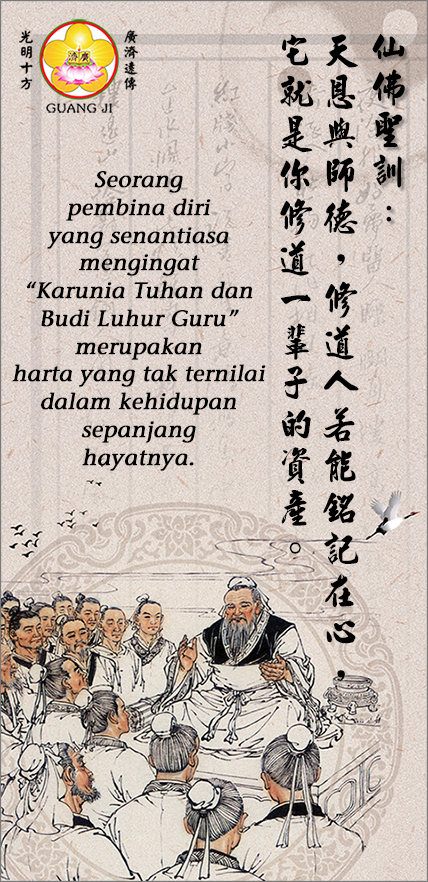 光明十方
廣濟遠傳
廣濟
GUANG JI
仙佛聖訓：
天恩與師德，修道人若能銘記在心，
它就是你修道一輩子的資產。
Seorang
pembina diri
yang senantiasa
mengingat
“Karunia Tuhan dan
Budi Luhur Guru”
merupakan
harta yang tak ternilai
dalam kehidupan
sepanjang
hayatnya.